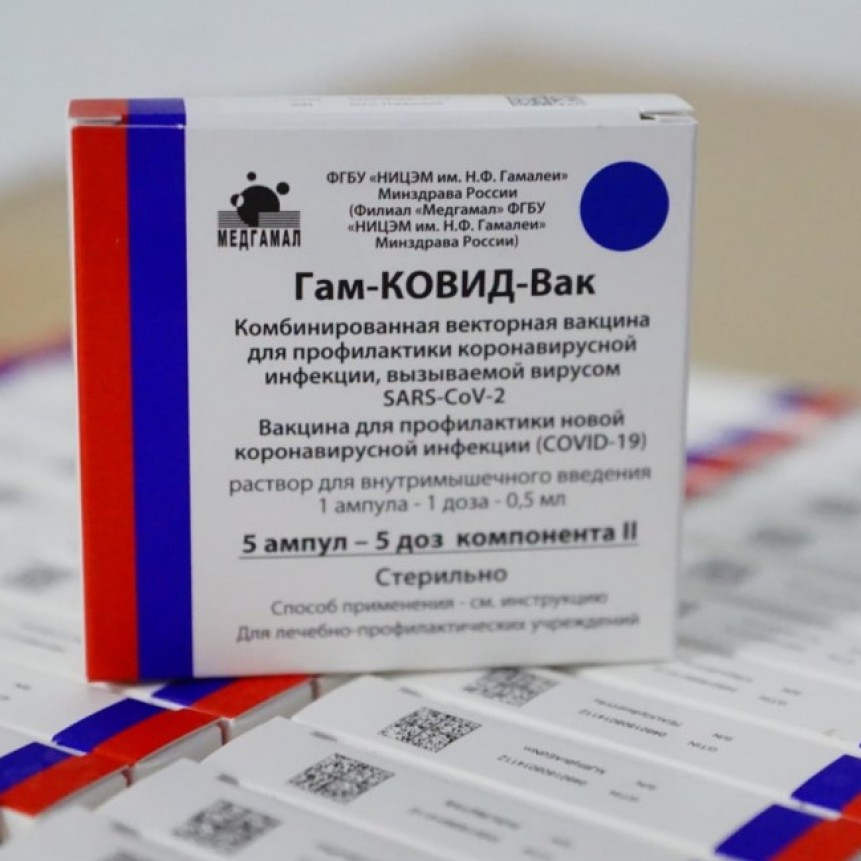 МЕДГАМАЛ
ФГБУ «НИЦЭМ им. Н.Ф. Гамалеи»
Минздрава России
(Филиал «Медгамал» ФГБУ
«НИЦЭМ им. Н.Ф. Гамалеи»
Минздрава России)
Гам-КОВИД-Вак
Комбинированная векторная вакцина
для профилактики коронавирусной
инфекции, вызываемой вирусом
SARS-CoV-2
Вакцина для профилактики новой
коронавирусной инфекции (COVID-19)
раствор для внутримышечного введения
1 ампула - 1 доза - 0,5 мл
5 ампул – 5 доз компонента II
Стерильно
Способ применения - см. инструкцию
Для лечебно-профилактических учреждений